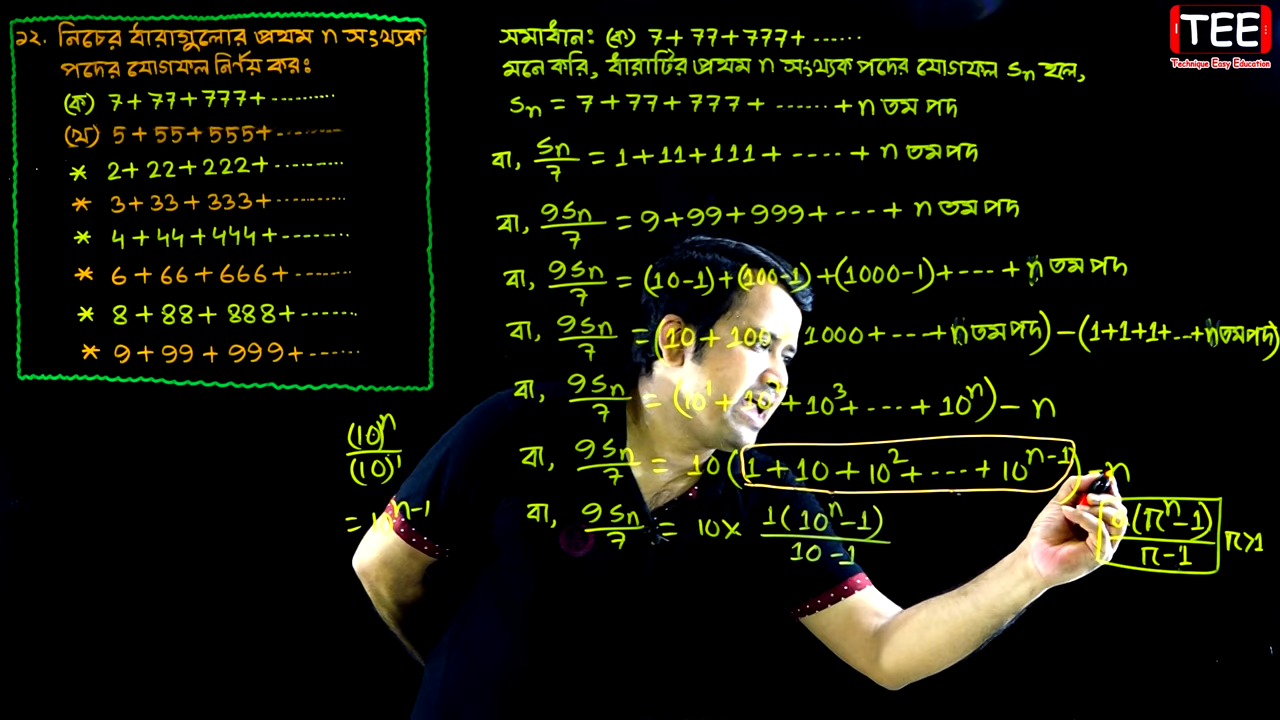 ১২. নিচের ধারাগুলোর প্রথম n সংখ্যক
পদের যোগফল নির্ণয় কর:
(ক) 7+77+777+..........
(খ) 5+55+555+..........
* 2+22+222+..........
* 3+33+333+..........
* 4+44+444+..........
* 6+66+666+..........
* 8+88+888+..........
* 9+99+999+......
সমাধান: (ক) 7+77+777+......
মনে করি, ধারাটির প্রথম n সংখ্যক পদের যোগফল Sn হলে,
Sn = 7+77+777+ ...... +n তম পদ
বা, Sn/7 = 1+11+111+ ..... + n তম পদ
বা, 9Sn/7 = 9+99+999+ .... + n তম পদ
বা, 9Sn/7 = (10-1)+(100-1)+(1000-1)+ .... + n তম পদ
বা, 9Sn/7 = (10+100 1000+ ....+n তম পদ) - (1+1+1+...+n তম পদ)
বা, 9Sn/7 = (10¹+10 +10³+ ....+10ⁿ) - n
বা, 9Sn/7 = 10(1+10+10²+ ....+10ⁿ⁻¹) - n
বা, 9Sn/7 = 10× 1(10ⁿ-1)/10-1
(10)ⁿ/(10)¹
= 10ⁿ⁻¹
(r^n-1)/r-1 r>1
TEE
Technique Easy Education